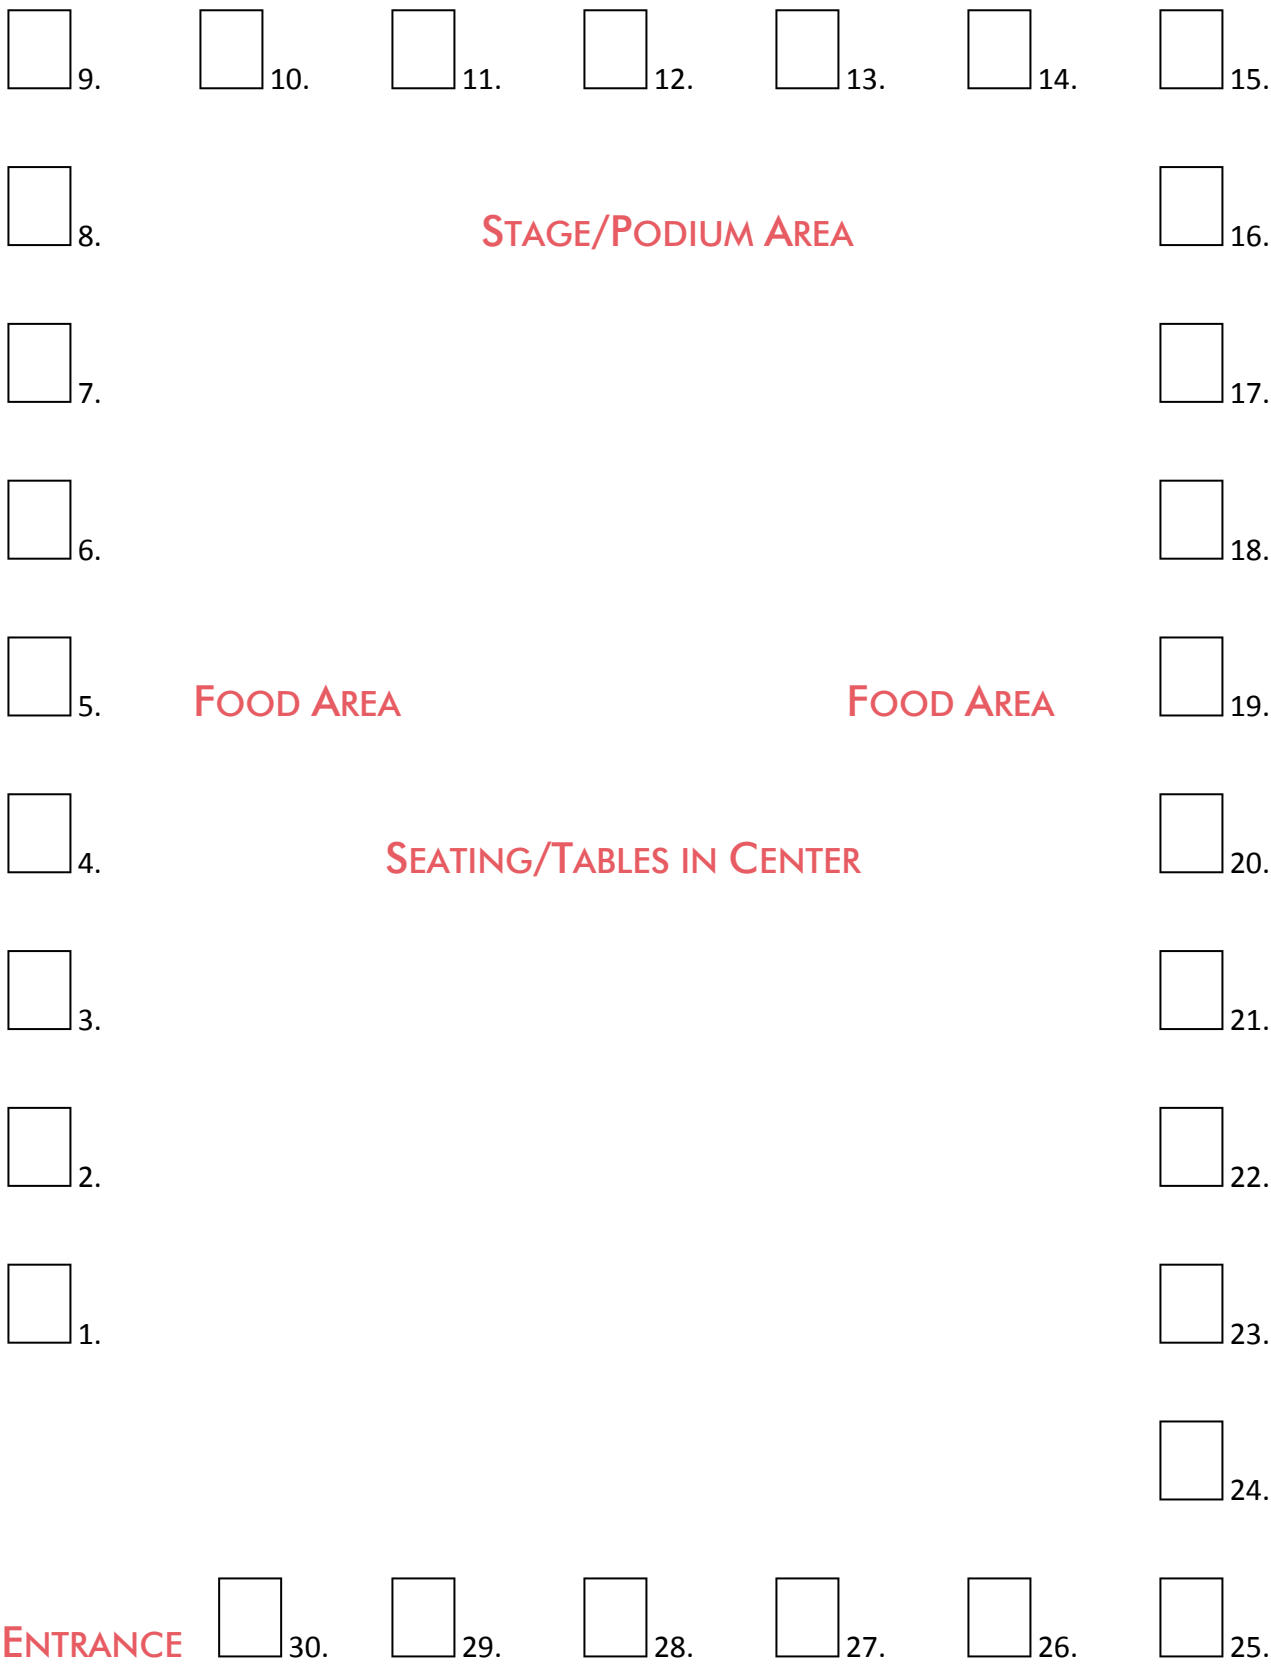 9. 10. 11. 12. 13. 14. 15.
8. STAGE/PODIUM AREA 16.
7. 17.
6. 18.
5. FOOD AREA FOOD AREA 19.
4. SEATING/TABLES IN CENTER 20.
3. 21.
2. 22.
1. 23.
24.
ENTRANCE 30. 29. 28. 27. 26. 25.